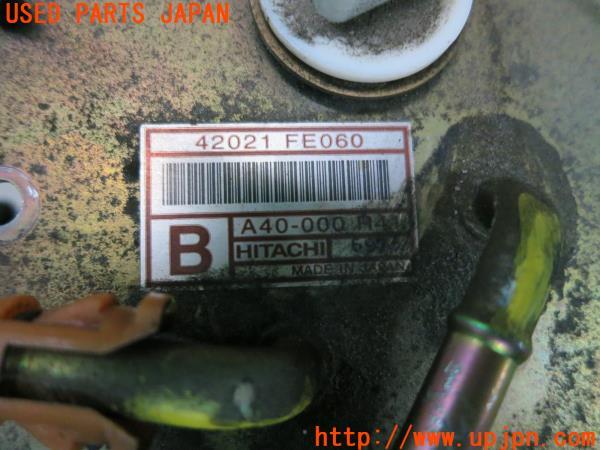 USED PARTS JAPAN
42021 FE060
B
A40-000
HITACHI
MADE IN JAPAN
http://www.upjpn.com